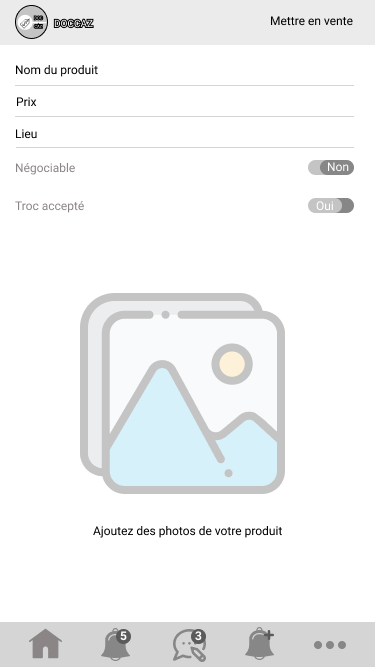 DOCCAZ
Mettre en vente
Nom du produit
Prix
Lieu
Négociable
Non
Troc accepté
Oui
Ajoutez des photos de votre produit
5
3